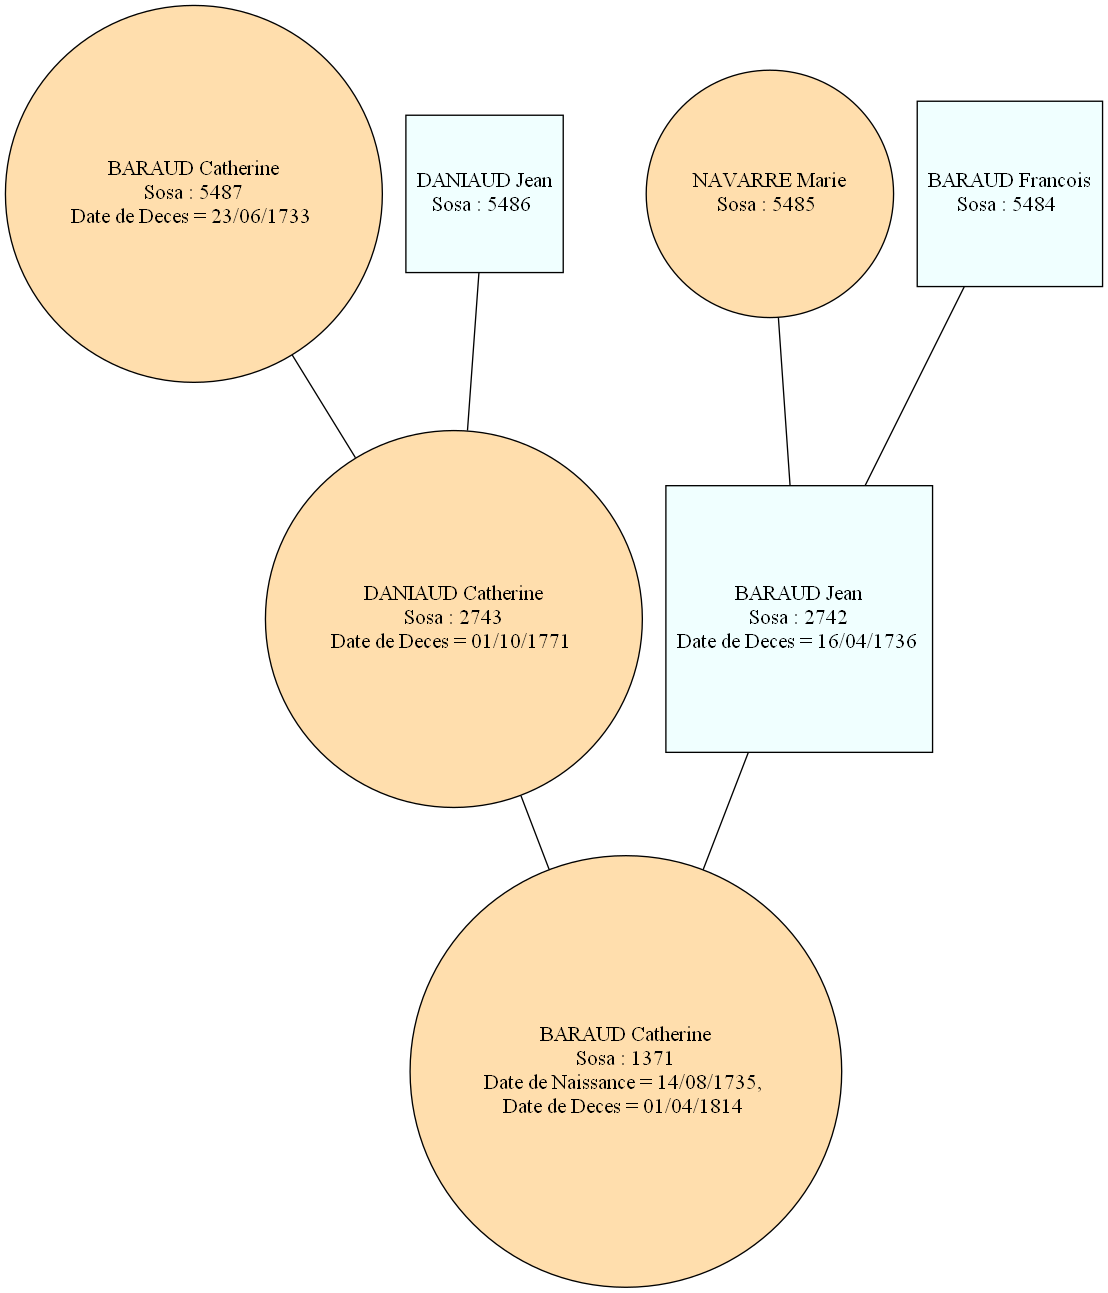 BARAUD Catherine
Sosa : 5487
Date de Deces = 23/06/1733
DANIAUD Jean
Sosa : 5486
NAVARRE Marie
Sosa : 5485
BARAUD Francois
Sosa : 5484
DANIAUD Catherine
Sosa : 2743
Date de Deces = 01/10/1771
BARAUD Jean
Sosa : 2742
Date de Deces = 16/04/1736
BARAUD Catherine
Sosa : 1371
Date de Naissance = 14/08/1735,
Date de Deces = 01/04/1814